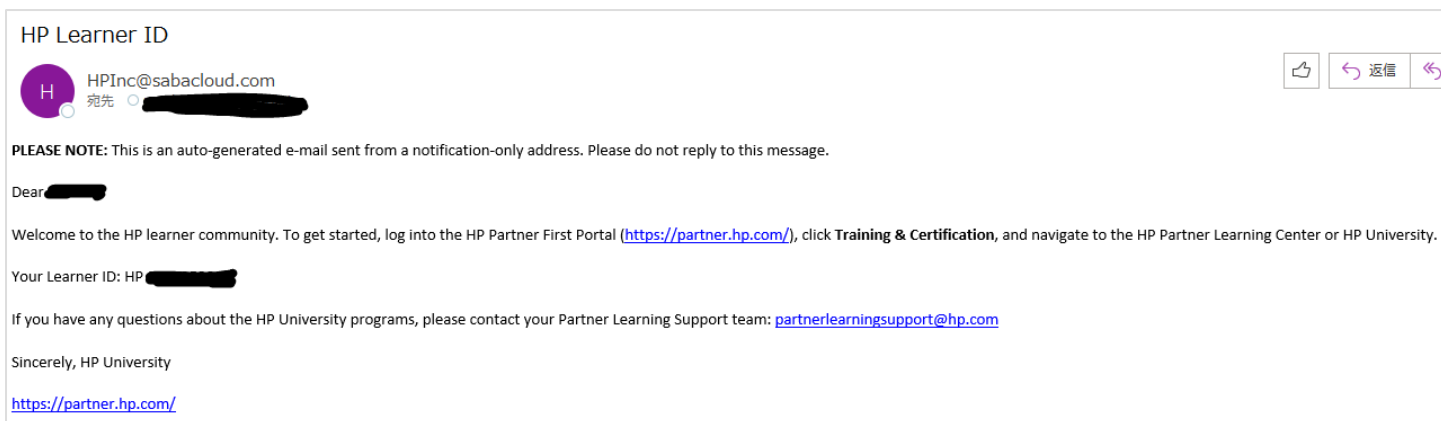 HP Learner ID
H
HPInc@sabacloud.com
宛先
返信
PLEASE NOTE: This is an auto-generated e-mail sent from a notification-only address. Please do not reply to this message.
Dear
Welcome to the HP learner community. To get started, log into the HP Partner First Portal (https://partner.hp.com/), click Training & Certification, and navigate to the HP Partner Learning Center or HP University.
Your Learner ID: HP
If you have any questions about the HP University programs, please contact your Partner Learning Support team: partnerlearningsupport@hp.com
Sincerely, HP University
https://partner.hp.com/